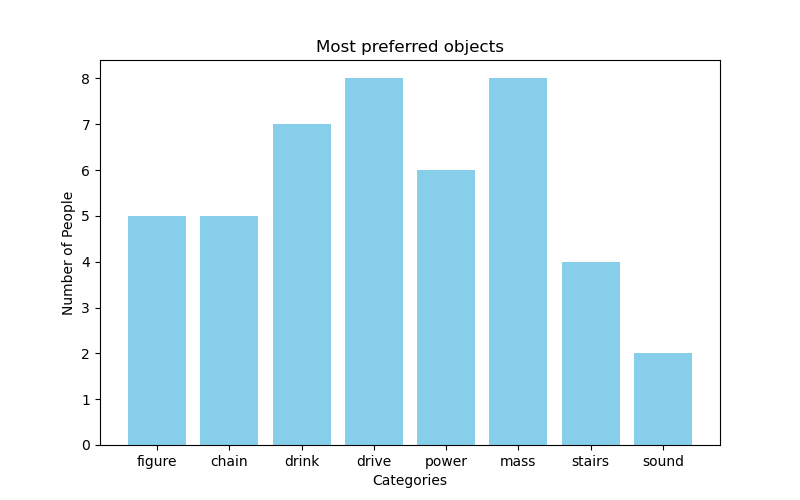 Most preferred objects
Number of People
8
7
6
5
4
3
2
1
0
figure chain drink drive power mass stairs sound
Categories